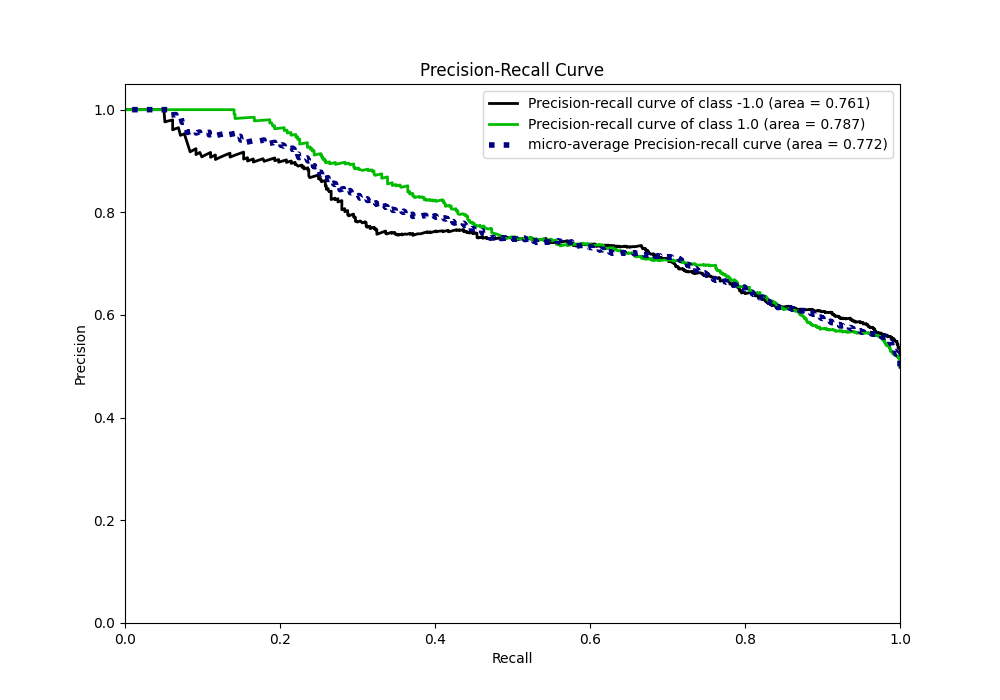 Precision-Recall Curve
Precision-recall curve of class -1.0 (area = 0.761)
Precision-recall curve of class 1.0 (area = 0.787)
micro-average Precision-recall curve (area = 0.772)
1.0
0.8
0.6
0.4
0.2
0.0
Precision
0.0 0.2 0.4 0.6 0.8 1.0
Recall